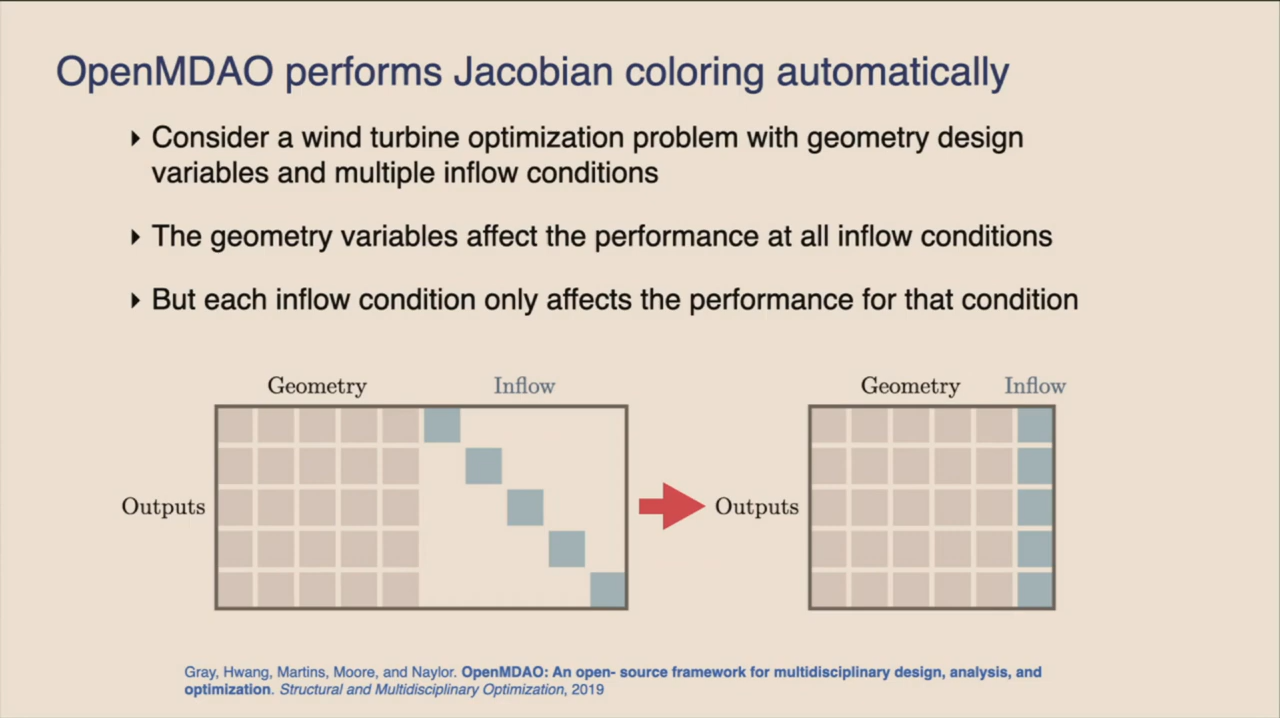 OpenMDAO performs Jacobian coloring automatically
‣ Consider a wind turbine optimization problem with geometry design
variables and multiple inflow conditions
‣ The geometry variables affect the performance at all inflow conditions
‣ But each inflow condition only affects the performance for that condition
Geometry Inflow
Outputs
Geometry Inflow
Outputs
Gray, Hwang, Martins, Moore, and Naylor. OpenMDAO: An open- source framework for multidisciplinary design, analysis, and
optimization. Structural and Multidisciplinary Optimization, 2019